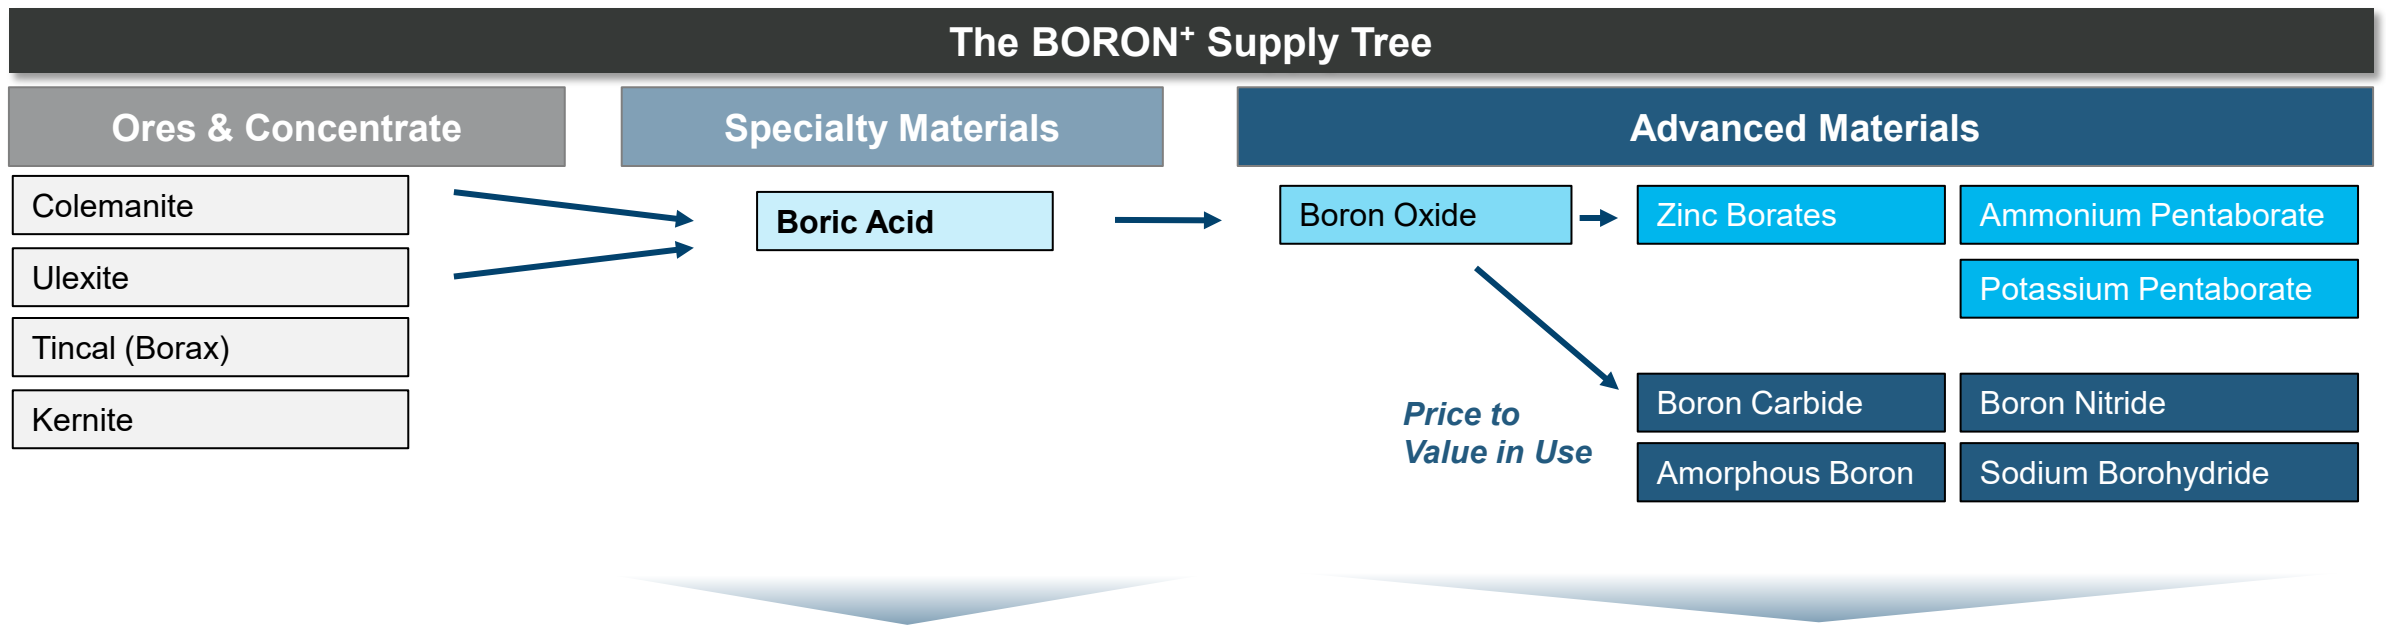 The BORON⁺ Supply Tree
Ores & Concentrate
Specialty Materials
Advanced Materials
Colemanite
Ulexite
Tincal (Borax)
Kernite
Boric Acid
Boron Oxide
Zinc Borates
Ammonium Pentaborate
Potassium Pentaborate
Price to
Value in Use
Boron Carbide
Boron Nitride
Amorphous Boron
Sodium Borohydride